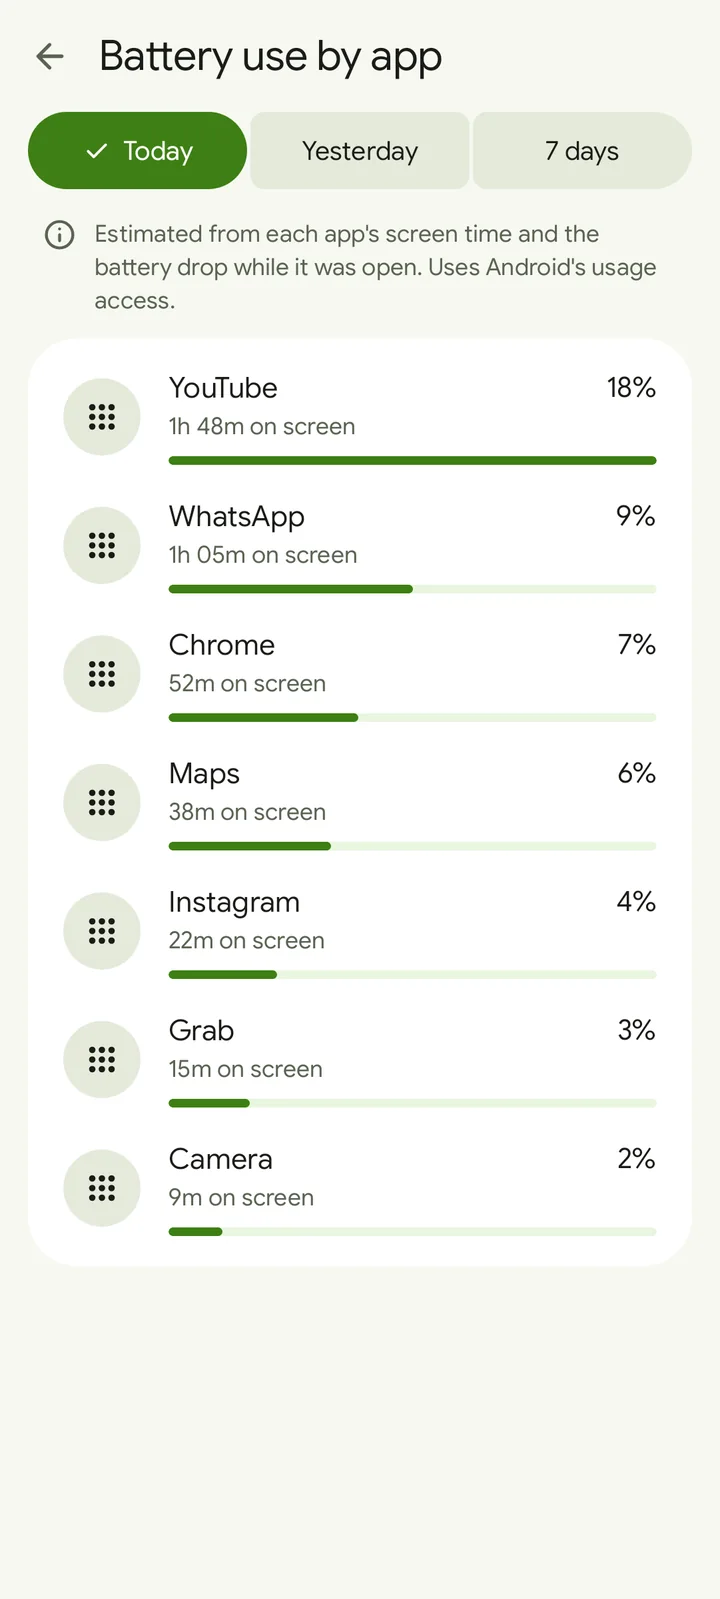 Battery use by app
Today
Yesterday
7 days
Estimated from each app's screen time and the
battery drop while it was open. Uses Android's usage
access.
YouTube
18%
1h 48m on screen
WhatsApp
9%
1h 05m on screen
Chrome
7%
52m on screen
Maps
6%
38m on screen
Instagram
4%
22m on screen
Grab
3%
15m on screen
Camera
2%
9m on screen